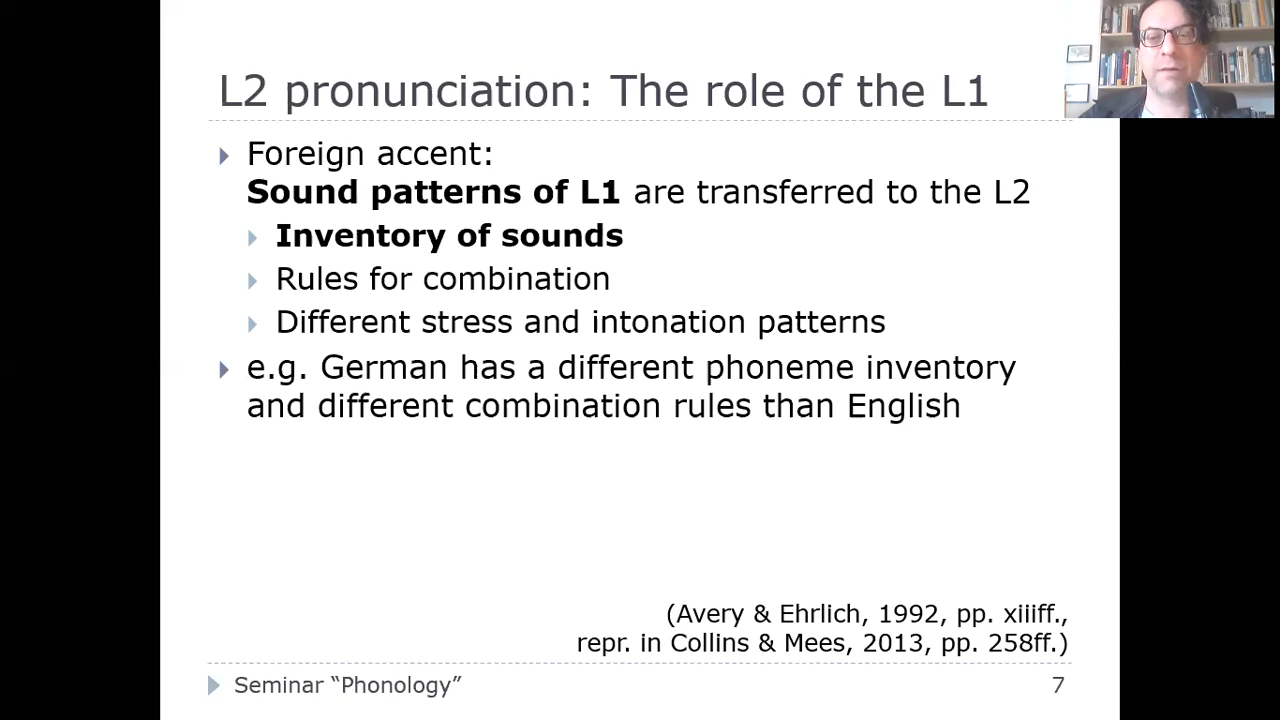 L2 pronunciation: The role of the L1
Foreign accent:
Sound patterns of L1 are transferred to the L2
Inventory of sounds
Rules for combination
Different stress and intonation patterns
e.g. German has a different phoneme inventory
and different combination rules than English
(Avery & Ehrlich, 1992, pp. xiiiff.,
repr. in Collins & Mees, 2013, pp. 258ff.)
Seminar “Phonology”
7